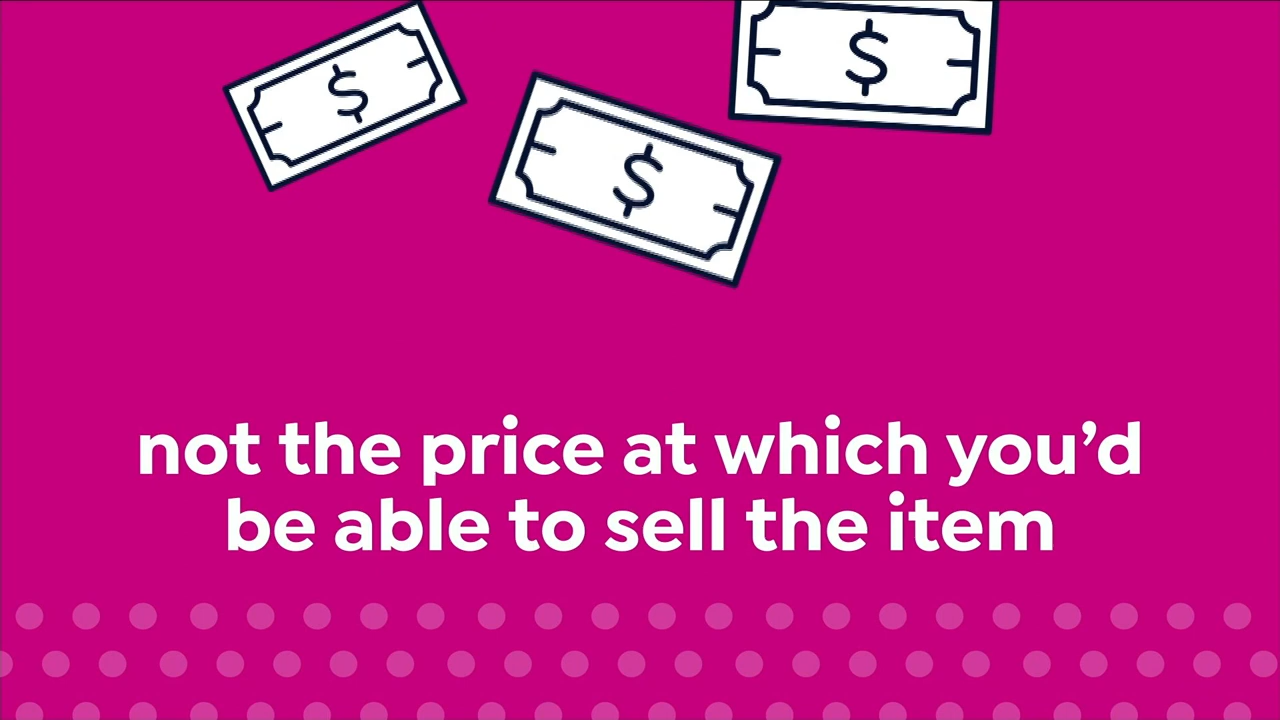 $
$
$
not the price at which you’d
be able to sell the item